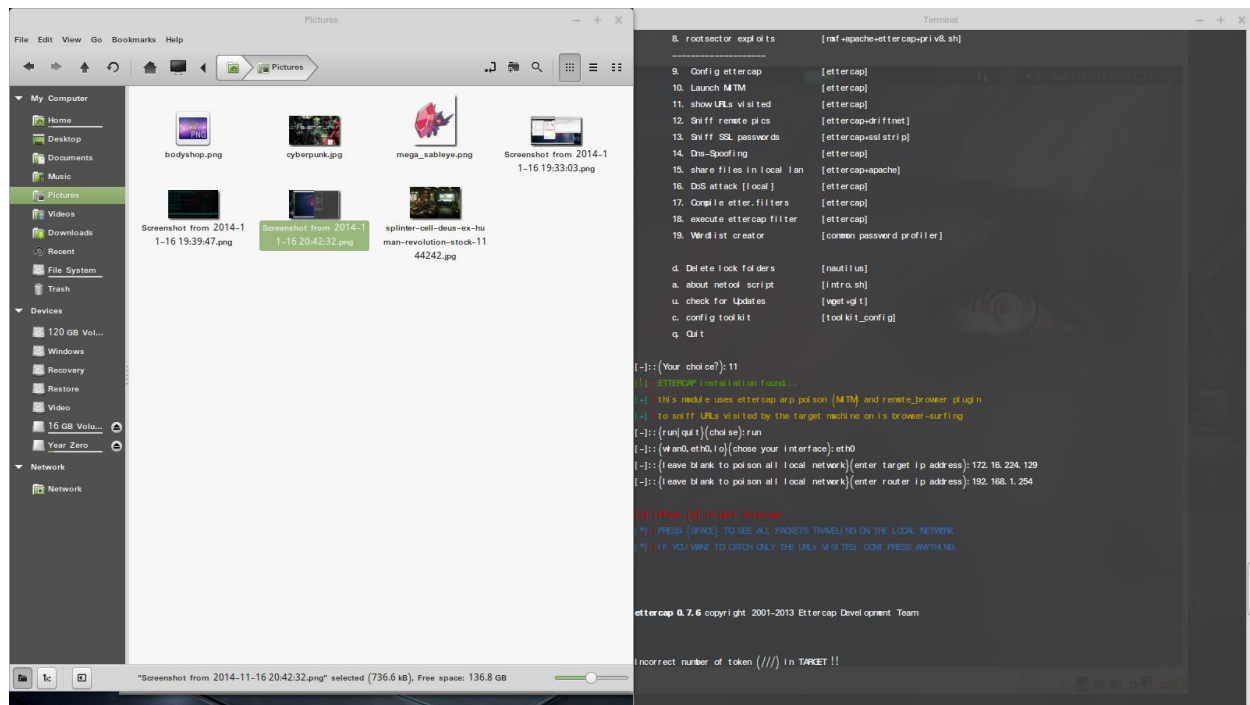 Pictures
File Edit View Go Bookmarks Help
Pictures
My Computer
Home
Desktop
Documents
Music
Pictures
Videos
Downloads
Recent
File System
Trash
Devices
120 GB Vol...
Windows
Recovery
Restore
Video
16 GB Volu...
Year Zero
Network
Network
PNG
bodyshop.png
cyberpunk.jpg
mega_sableye.png
Screenshot from 2014-1
1-16 19:33:03.png
Screenshot from 2014-1
1-16 19:39:47.png
Screenshot from 2014-1
1-16 20:42:32.png
splinter-cell-deus-ex-hu
man-revolution-stock-11
44242.jpg
"Screenshot from 2014-11-16 20:42:32.png" selected (736.6 kB), Free space: 136.8 GB
Terminal
8. rootsector exploits [msf+apache+ettercap+priv8.sh]
--------------------
9. Config ettercap [ettercap]
10. Launch MITM [ettercap]
11. show URLs visited [ettercap]
12. Sniff remote pics [ettercap+driftnet]
13. Sniff SSL passwords [ettercap+sslstrip]
14. Dns-Spoofing [ettercap]
15. share files in local lan [ettercap+apache]
16. DoS attack [local] [ettercap]
17. Compile etter.filters [ettercap]
18. execute ettercap filter [ettercap]
19. Wordlist creator [common password profiler]
d. Delete lock folders [nautilus]
a. about netool script [intro.sh]
u. check for Updates [wget+git]
c. config toolkit [toolkit_config]
q. Quit
[-]::(Your choice?): 11
[!] ETTERCAP installation found...
[+] this module uses ettercap arp poison (MITM) and remote_browser plugin
[+] to sniff URLs visited by the target machine on is browser-surfing
[-]::{run|quit}(choise): run
[-]::{wlan0,eth0,lo}(chose your interface): eth0
[-]::{leave blank to poison all local network}(enter target ip address): 172.16.224.129
[-]::{leave blank to poison all local network}(enter router ip address): 192.168.1.254
[*] PRESS {SPACE} TO SEE ALL PACKETS TRAVELING ON THE LOCAL NETWORK
[*] IF YOU WANT TO CATCH ONLY THE URLs VISITED. DONT PRESS ANYTHING
ettercap 0.7.6 copyright 2001-2013 Ettercap Development Team
Incorrect number of token (///) in TARGET !!